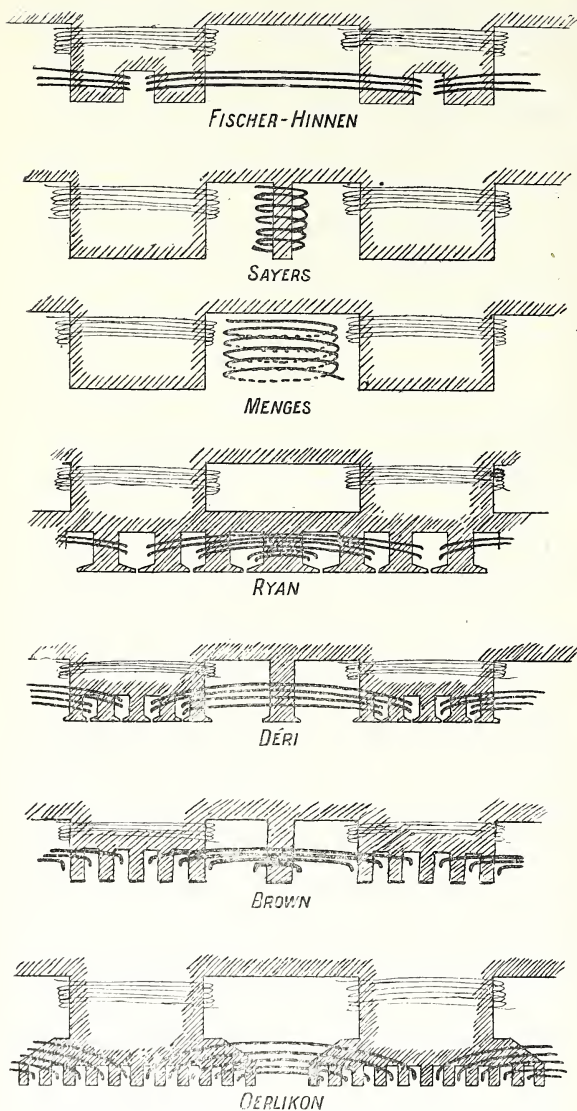 FISCHER-HINNEN
SAYERS
MENGES
RYAN
DÉRI
BROWN
OERLIKON